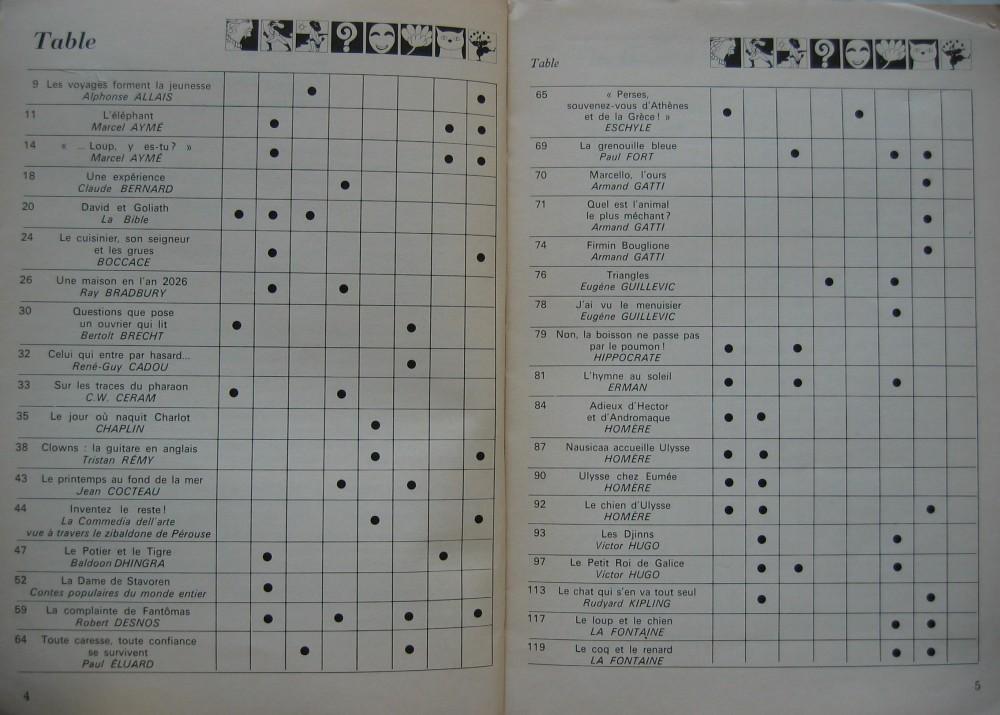 Table
9 Les voyages forment la jeunesse
Alphonse ALLAIS
11 L'éléphant
Marcel AYMÉ
14 « ... Loup, y es-tu ? »
Marcel AYMÉ
18 Une expérience
Claude BERNARD
20 David et Goliath
La Bible
24 Le cuisinier, son seigneur
et les grues
BOCCACE
26 Une maison en l'an 2026
Ray BRADBURY
30 Questions que pose
un ouvrier qui lit
Bertolt BRECHT
32 Celui qui entre par hasard...
René-Guy CADOU
33 Sur les traces du pharaon
C.W. CERAM
35 Le jour où naquit Charlot
CHAPLIN
38 Clowns : la guitare en anglais
Tristan RÉMY
43 Le printemps au fond de la mer
Jean COCTEAU
44 Inventez le reste !
La Commedia dell'arte
vue à travers le zibaldone de Pérouse
47 Le Potier et le Tigre
Baldoon DHINGRA
52 La Dame de Stavoren
Contes populaires du monde entier
59 La complainte de Fantômas
Robert DESNOS
64 Toute caresse, toute confiance
se survivent
Paul ÉLUARD
4
Table
65 « Perses,
souvenez-vous d'Athènes
et de la Grèce ! »
ESCHYLE
69 La grenouille bleue
Paul FORT
70 Marcello, l'ours
Armand GATTI
71 Quel est l'animal
le plus méchant ?
Armand GATTI
74 Firmin Bouglione
Armand GATTI
76 Triangles
Eugène GUILLEVIC
78 J'ai vu le menuisier
Eugène GUILLEVIC
79 Non, la boisson ne passe pas
par le poumon !
HIPPOCRATE
81 L'hymne au soleil
ERMAN
84 Adieux d'Hector
et d'Andromaque
HOMÈRE
87 Nausicaa accueille Ulysse
HOMÈRE
90 Ulysse chez Eumée
HOMÈRE
92 Le chien d'Ulysse
HOMÈRE
93 Les Djinns
Victor HUGO
97 Le Petit Roi de Galice
Victor HUGO
113 Le chat qui s'en va tout seul
Rudyard KIPLING
117 Le loup et le chien
LA FONTAINE
119 Le coq et le renard
LA FONTAINE
5